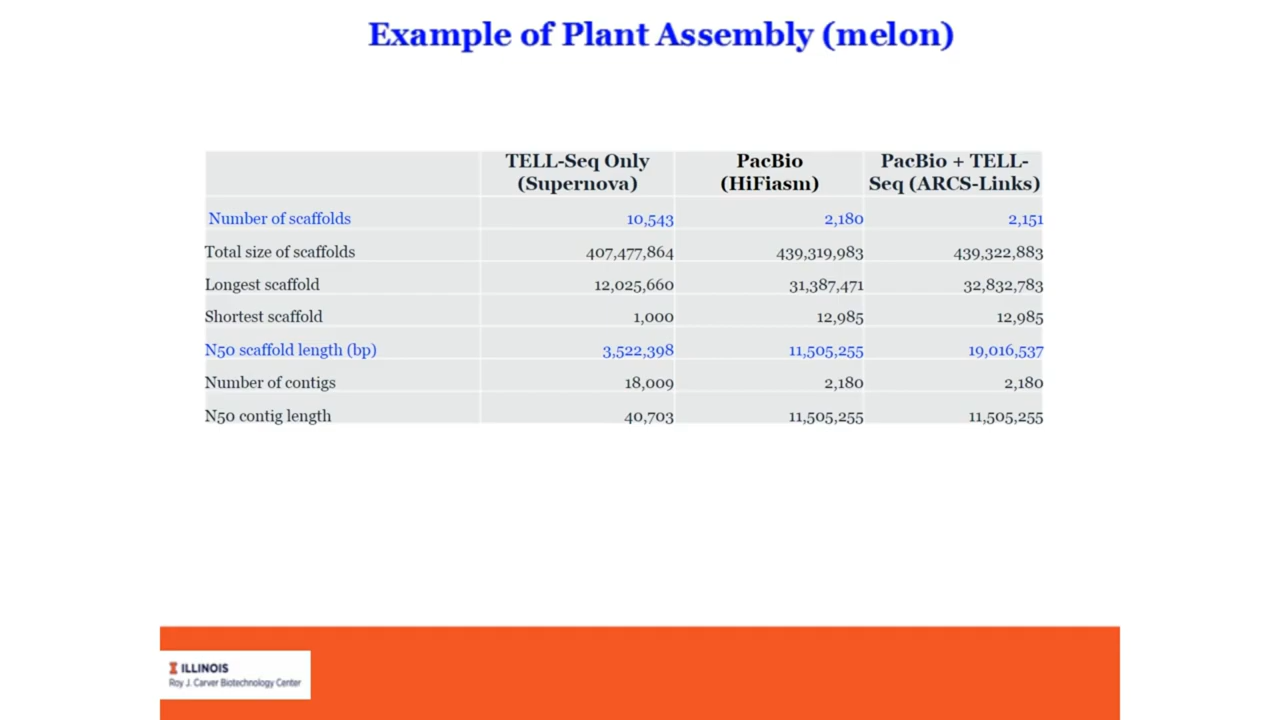 Example of Plant Assembly (melon)
TELL-Seq Only (Supernova) PacBio (HiFiasm) PacBio + TELL-Seq (ARCS-Links)
Number of scaffolds 10,543 2,180 2,151
Total size of scaffolds 407,477,864 439,319,983 439,322,883
Longest scaffold 12,025,660 31,387,471 32,832,783
Shortest scaffold 1,000 12,985 12,985
N50 scaffold length (bp) 3,522,398 11,505,255 19,016,537
Number of contigs 18,009 2,180 2,180
N50 contig length 40,703 11,505,255 11,505,255
ILLINOIS
Roy J. Carver Biotechnology Center